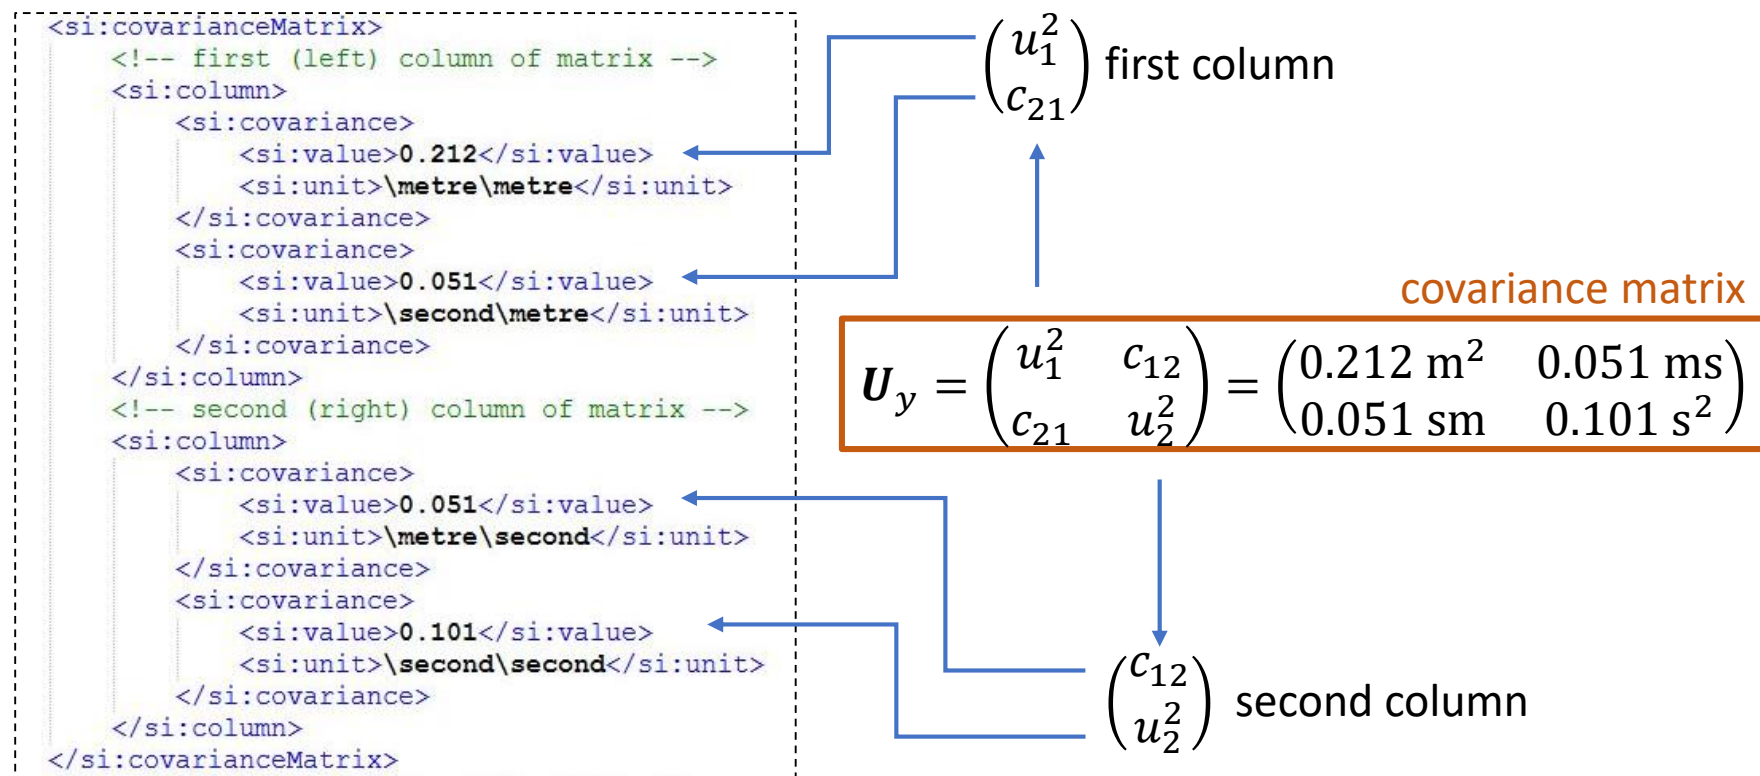 <si:covarianceMatrix>
<!-- first (left) column of matrix -->
<si:column>
<si:covariance>
<si:value>0.212</si:value>
<si:unit>\metre\metre</si:unit>
</si:covariance>
<si:covariance>
<si:value>0.051</si:value>
<si:unit>\second\metre</si:unit>
</si:covariance>
</si:column>
<!-- second (right) column of matrix -->
<si:column>
<si:covariance>
<si:value>0.051</si:value>
<si:unit>\metre\second</si:unit>
</si:covariance>
<si:covariance>
<si:value>0.101</si:value>
<si:unit>\second\second</si:unit>
</si:covariance>
</si:column>
</si:covarianceMatrix>
(u₁² c₂₁) first column
covariance matrix
U_y = (u₁² c₁₂ = (0.212 m² 0.051 ms
c₂₁ u₂²) 0.051 sm 0.101 s²)
(c₁₂ u₂²) second column